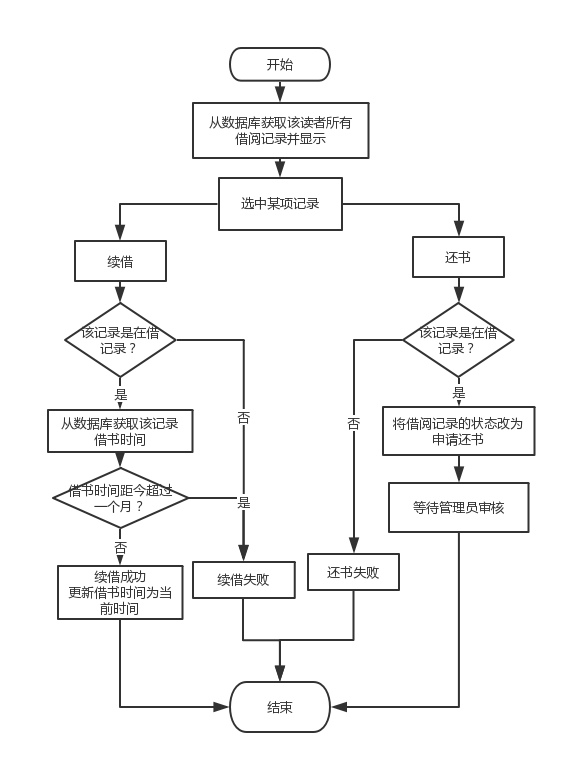 开始
从数据库获取该读者所有
借阅记录并显示
选中某项记录
续借
还书
该记录是在借
记录？
该记录是在借
记录？
是
是
否
否
从数据库获取该记录
借书时间
将借阅记录的状态改为
申请还书
借书时间距今超过
一个月？
是
等待管理员审核
否
续借成功
更新借书时间为当
前时间
续借失败
还书失败
结束